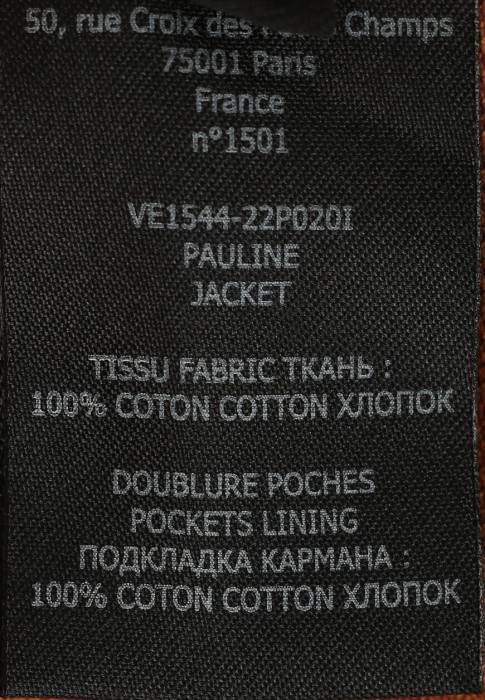 50, rue Croix des Champs
75001 Paris
France
n°1501
VE1544-22P020I
PAULINE
JACKET
TISSU FABRIC ТКАНЬ :
100% COTON COTTON ХЛОПОК
DOUBLURE POCHES
POCKETS LINING
ПОДКЛАДКА КАРМАНА :
100% COTON COTTON ХЛОПОК